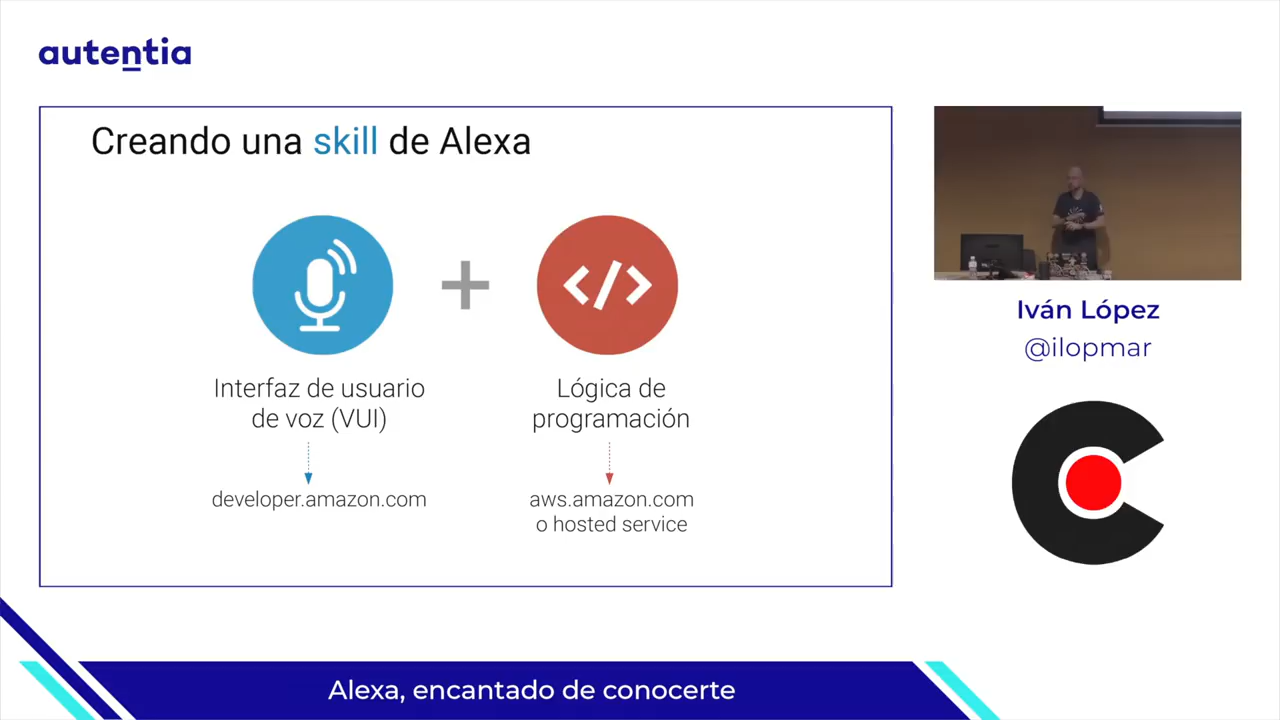 autentia
Creando una skill de Alexa
Interfaz de usuario
de voz (VUI)
developer.amazon.com
Lógica de
programación
aws.amazon.com
o hosted service
Iván López
@ilopmar
Alexa, encantado de conocerte